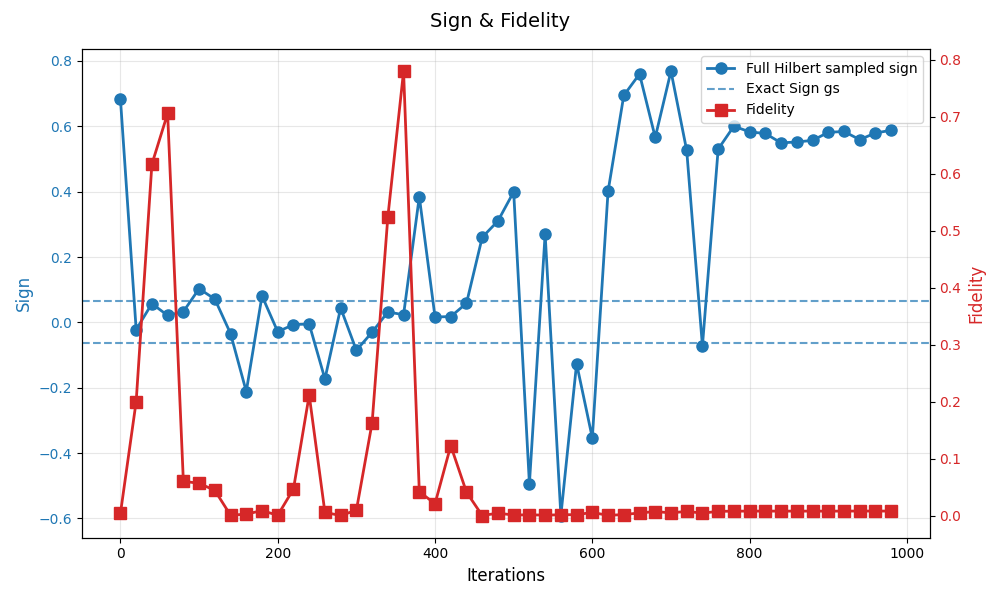 Sign & Fidelity
Full Hilbert sampled sign
Exact Sign gs
Fidelity
Sign
0.8
0.6
0.4
0.2
0.0
−0.2
−0.4
−0.6
0.8
0.7
0.6
0.5
0.4
0.3
0.2
0.1
0.0
Fidelity
0 200 400 600 800 1000
Iterations